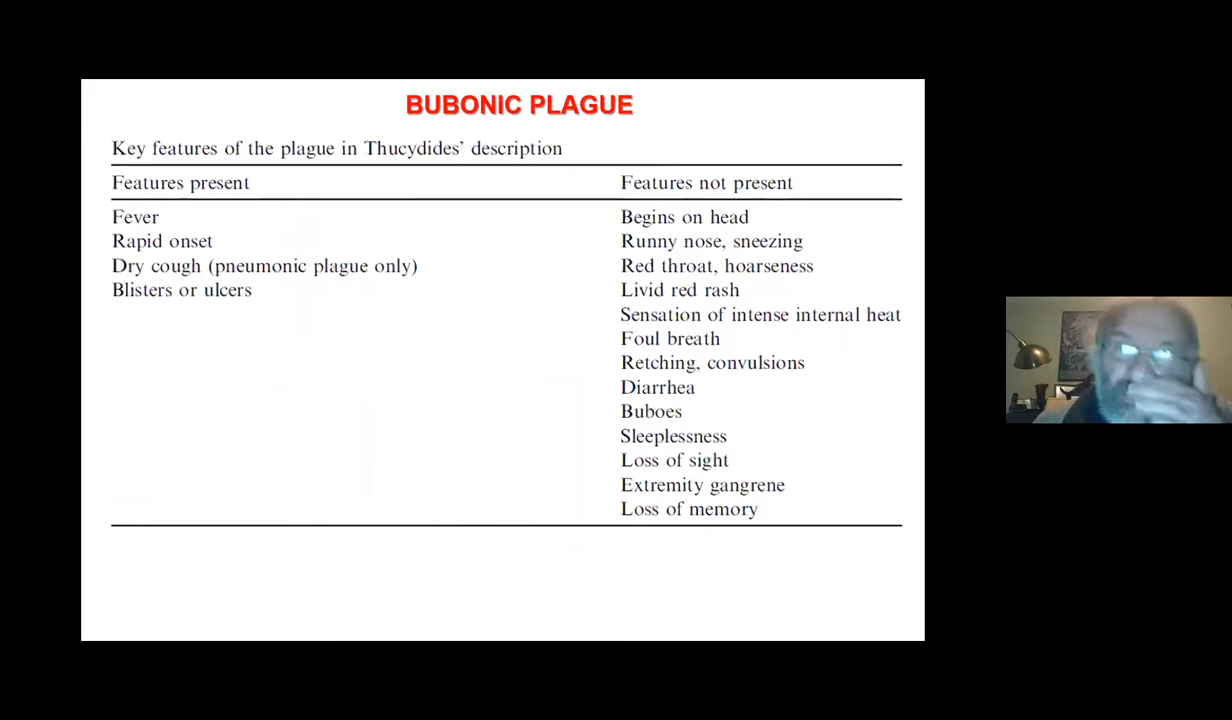 BUBONIC PLAGUE
Key features of the plague in Thucydides' description
Features present
Features not present
Fever
Begins on head
Rapid onset
Runny nose, sneezing
Dry cough (pneumonic plague only)
Red throat, hoarseness
Blisters or ulcers
Livid red rash
Sensation of intense internal heat
Foul breath
Retching, convulsions
Diarrhea
Buboes
Sleeplessness
Loss of sight
Extremity gangrene
Loss of memory